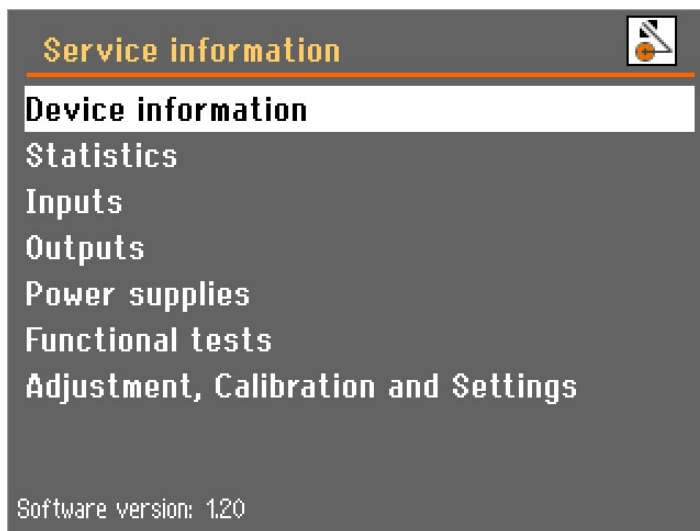 Service information
Device information
Statistics
Inputs
Outputs
Power supplies
Functional tests
Adjustment, Calibration and Settings
Software version: 1.20